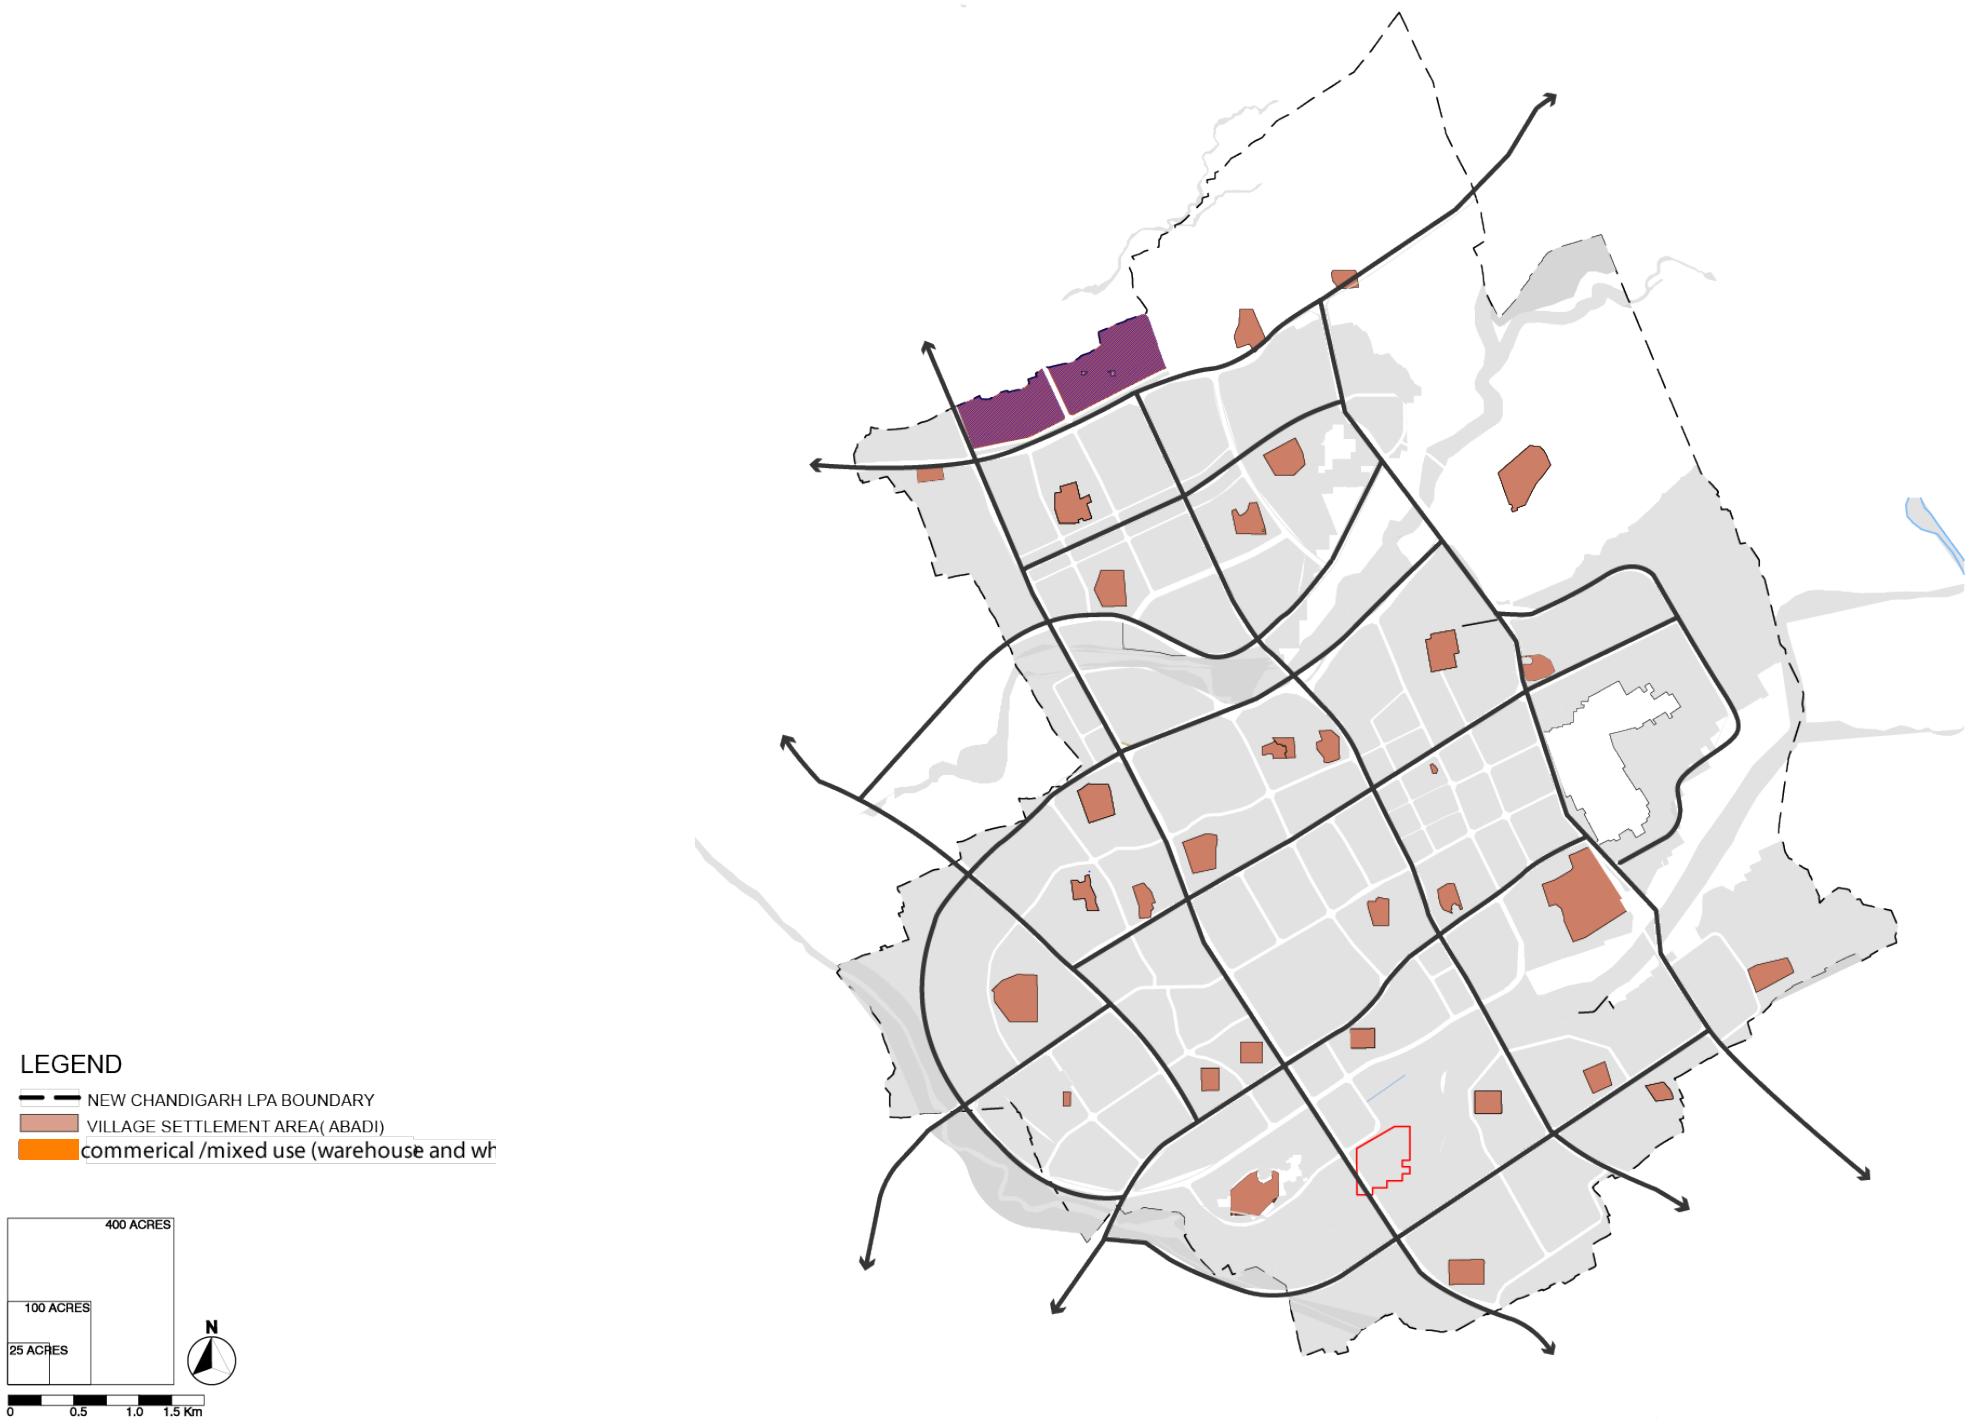 LEGEND
NEW CHANDIGARH LPA BOUNDARY
VILLAGE SETTLEMENT AREA( ABADI)
commerical /mixed use (warehouse and wh
400 ACRES
100 ACRES
25 ACRES
N
0 0.5 1.0 1.5 Km